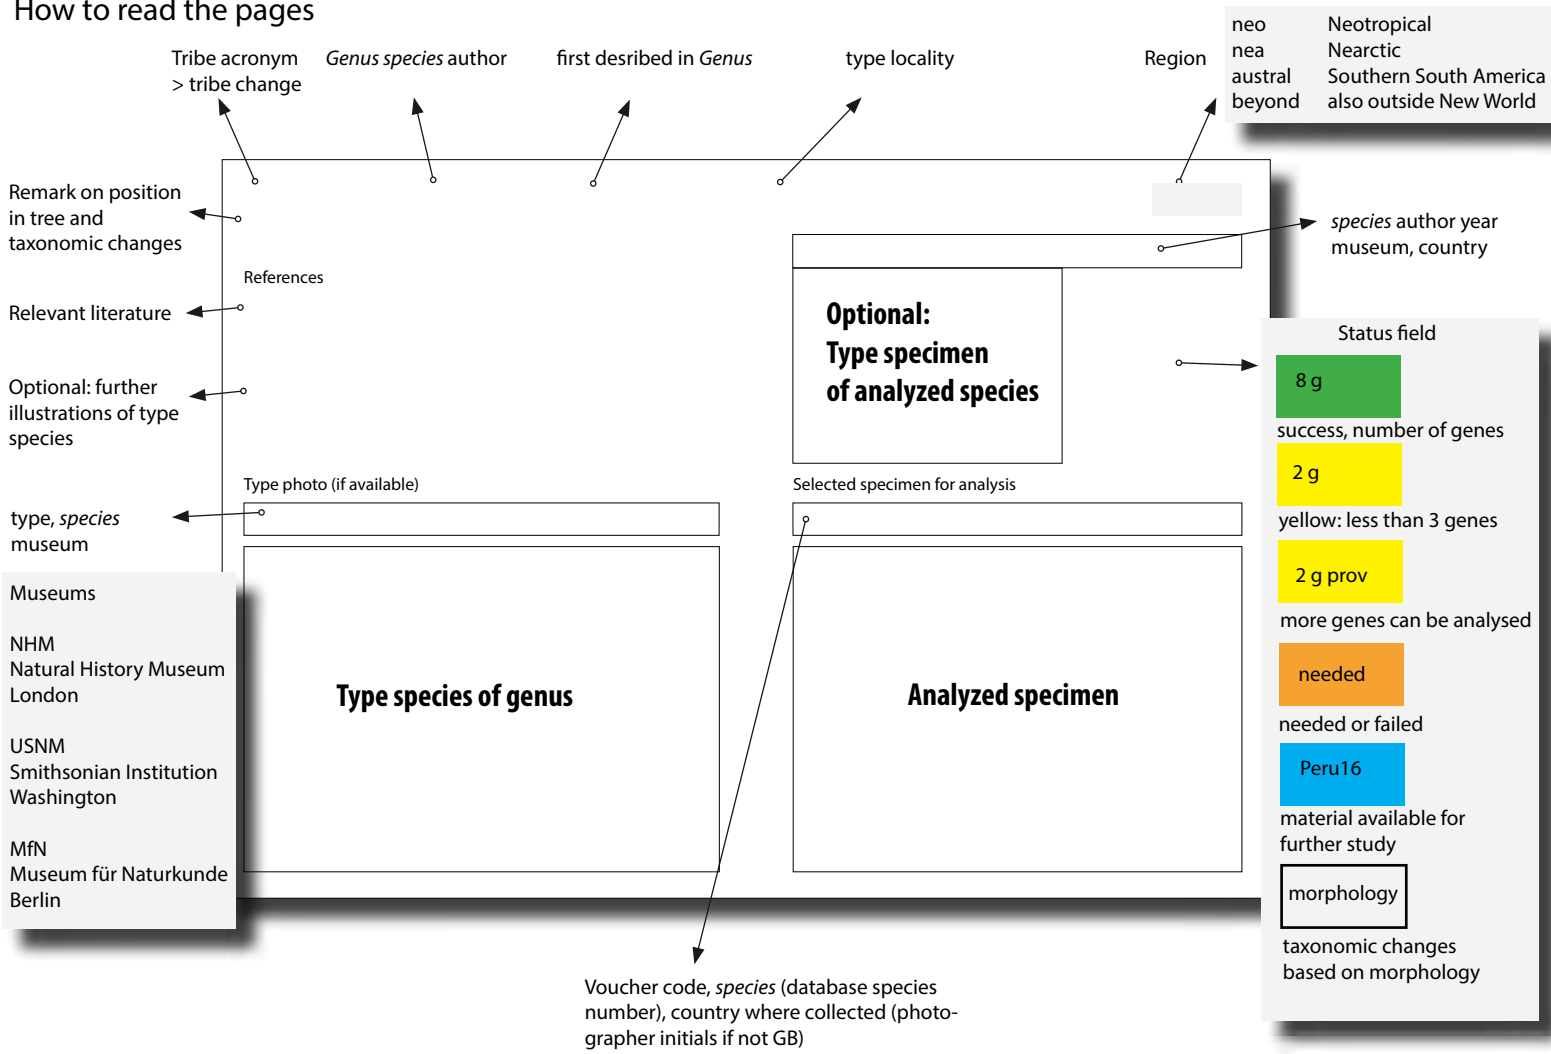 How to read the pages
neo Neotropical
nea Nearctic
austral Southern South America
beyond also outside New World
Tribe acronym
> tribe change
Genus species author
first desribed in Genus
type locality
Region
Remark on position
in tree and
taxonomic changes
species author year
museum, country
References
Relevant literature
Optional:
Type specimen
of analyzed species
Optional: further
illustrations of type
species
Type photo (if available)
Selected specimen for analysis
type, species
museum
Museums
NHM
Natural History Museum
London
USNM
Smithsonian Institution
Washington
MfN
Museum für Naturkunde
Berlin
Type species of genus
Analyzed specimen
Status field
8 g
success, number of genes
2 g
yellow: less than 3 genes
2 g prov
more genes can be analysed
needed
needed or failed
Peru16
material available for
further study
morphology
taxonomic changes
based on morphology
Voucher code, species (database species
number), country where collected (photo-
grapher initials if not GB)